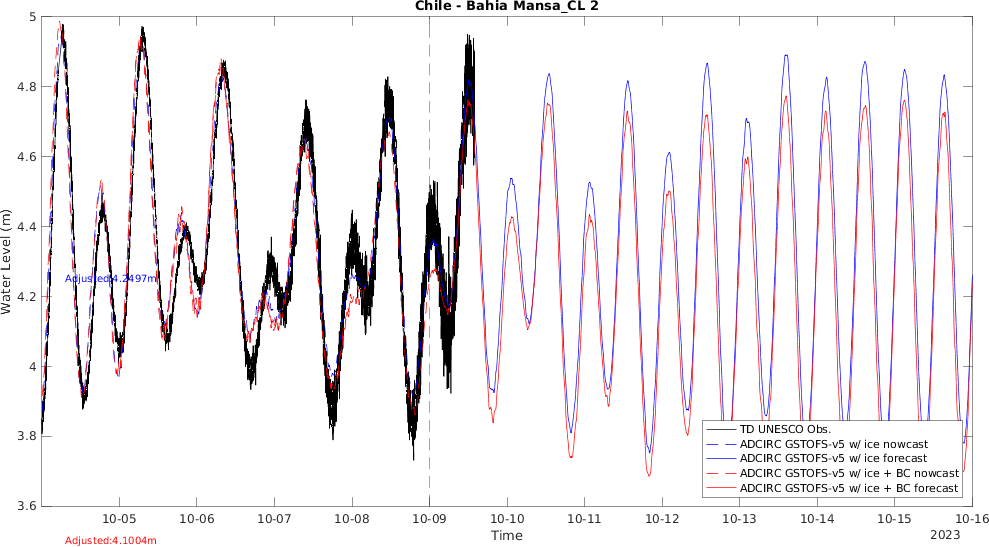 Chile - Bahia Mansa_CL 2
5
4.8
4.6
4.4
4.2
4
3.8
3.6
Water Level (m)
Adjusted:4.2497m
TD UNESCO Obs.
ADCIRC GSTOFS-v5 w/ ice nowcast
ADCIRC GSTOFS-v5 w/ ice forecast
ADCIRC GSTOFS-v5 w/ ice + BC nowcast
ADCIRC GSTOFS-v5 w/ ice + BC forecast
10-05 10-06 10-07 10-08 10-09 10-10 10-11 10-12 10-13 10-14 10-15 10-16
Time
2023
Adjusted:4.1004m